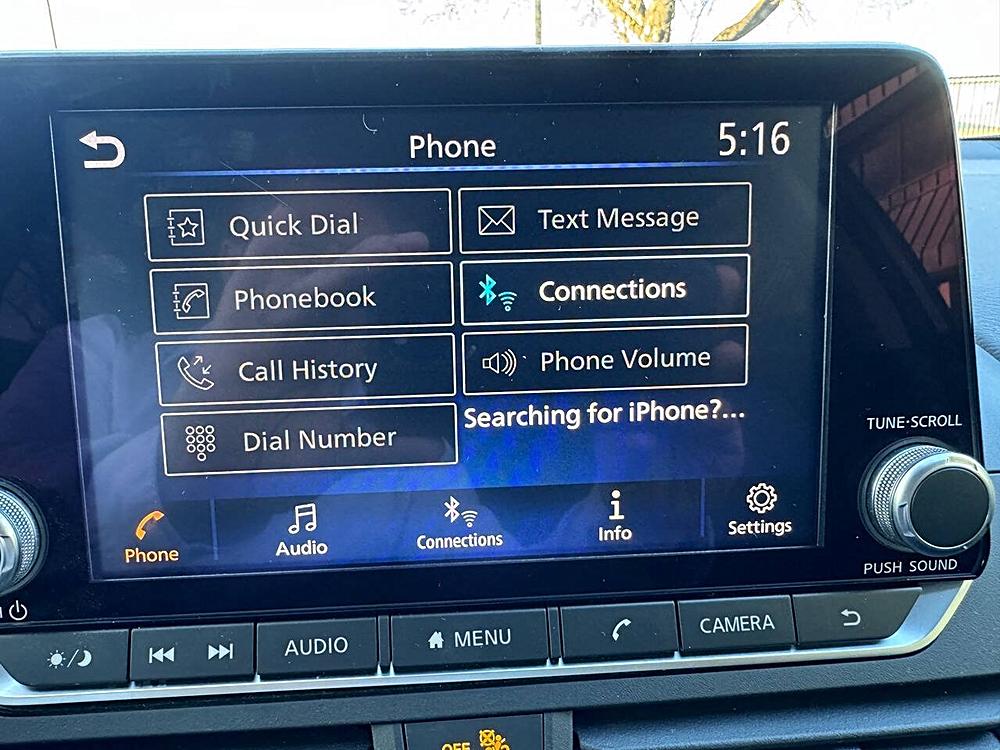 Phone
5:16
Quick Dial
Text Message
Phonebook
Connections
Call History
Phone Volume
Dial Number
Searching for iPhone?...
Phone
Audio
Connections
Info
Settings
TUNE·SCROLL
PUSH SOUND
AUDIO
MENU
CAMERA
OFF